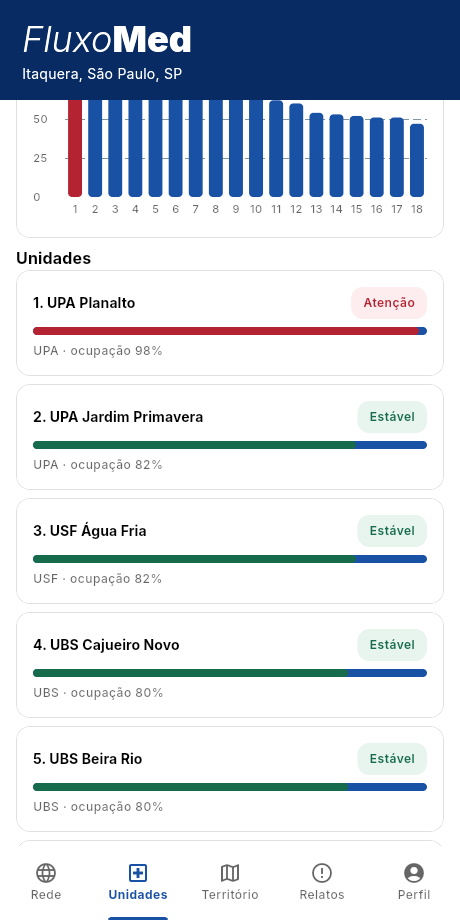 FluxoMed
Itaquera, São Paulo, SP
50
25
0
1 2 3 4 5 6 7 8 9 10 11 12 13 14 15 16 17 18
Unidades
1. UPA Planalto
Atenção
UPA · ocupação 98%
2. UPA Jardim Primavera
Estável
UPA · ocupação 82%
3. USF Água Fria
Estável
USF · ocupação 82%
4. UBS Cajueiro Novo
Estável
UBS · ocupação 80%
5. UBS Beira Rio
Estável
UBS · ocupação 80%
Rede Unidades Território Relatos Perfil